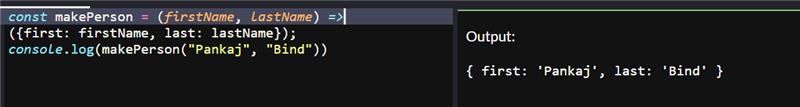 const makePerson = (firstName, lastName) =>
({first: firstName, last: lastName});
console.log(makePerson("Pankaj", "Bind"))
Output:
{ first: 'Pankaj', last: 'Bind' }